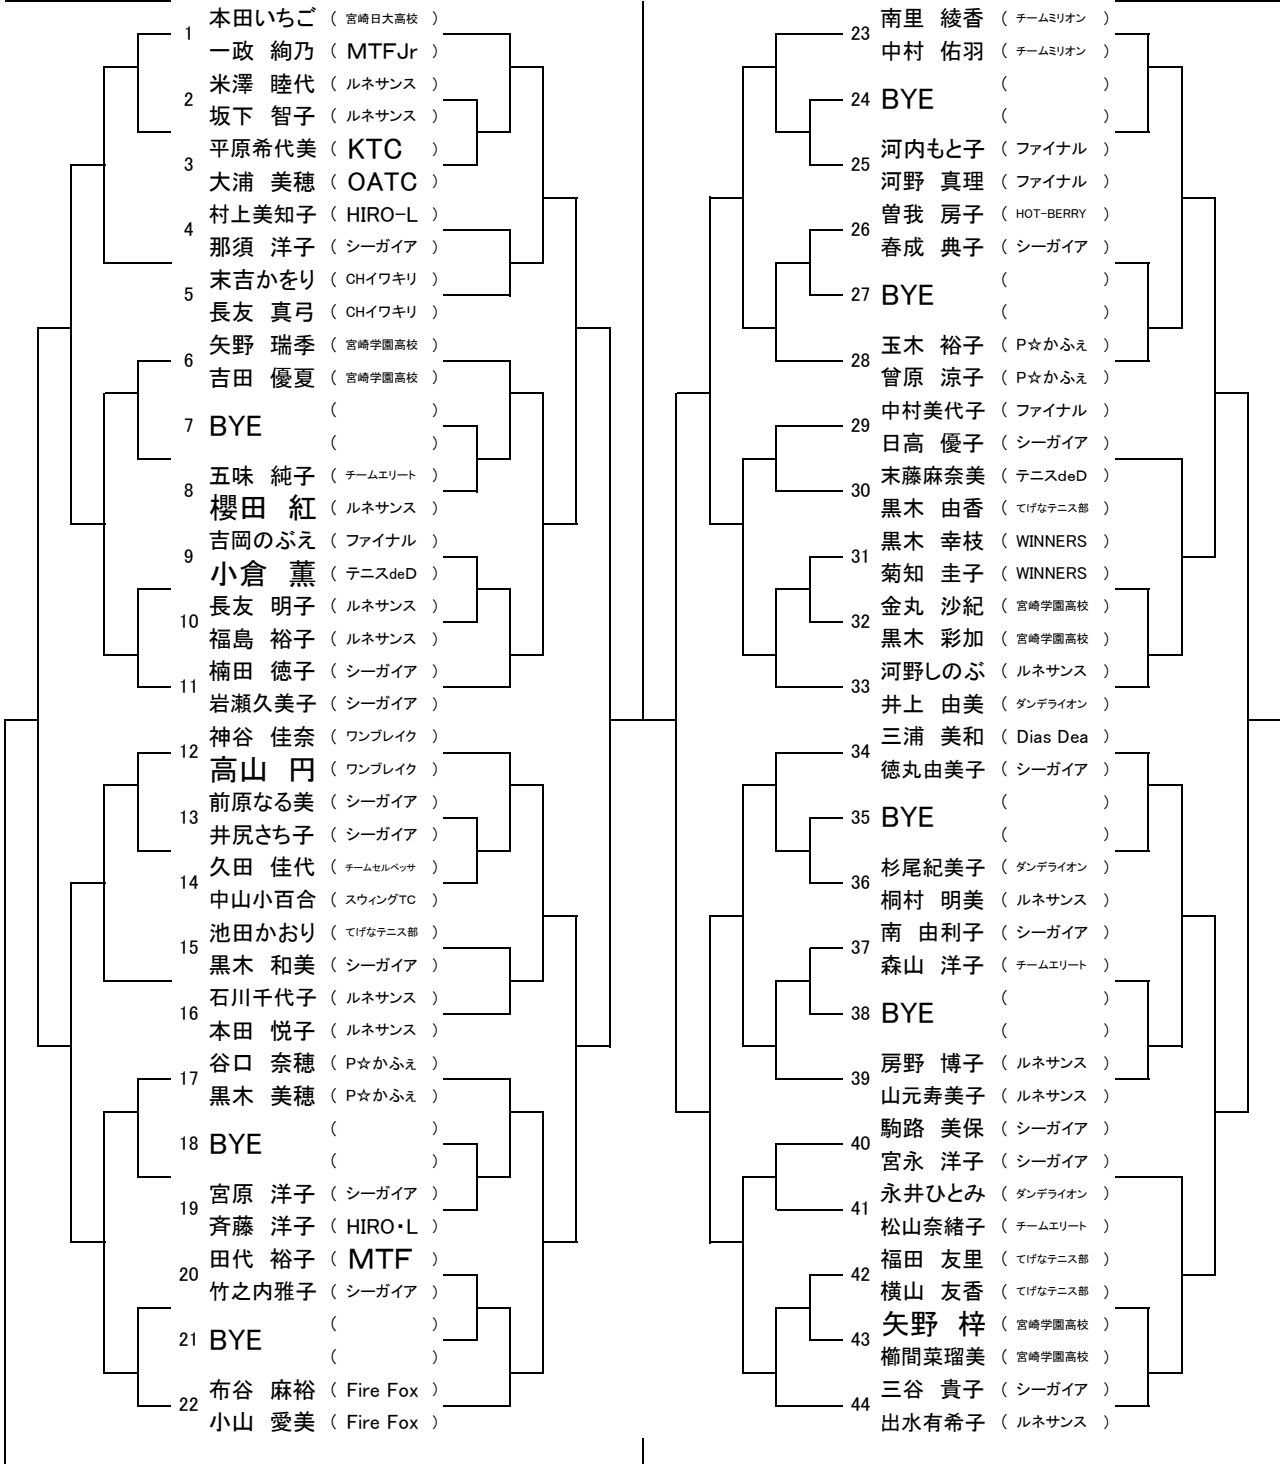 1
本田いちご ( 宮崎日大高校 )
一政 絢乃 ( MTFJr )
2
米澤 睦代 ( ルネサンス )
坂下 智子 ( ルネサンス )
3
平原希代美 ( KTC )
大浦 美穂 ( OATC )
4
村上美知子 ( HIRO-L )
那須 洋子 ( シーガイア )
5
末吉かをり ( CHイワキリ )
長友 真弓 ( CHイワキリ )
6
矢野 瑞季 ( 宮崎学園高校 )
吉田 優夏 ( 宮崎学園高校 )
( )
7 BYE
( )
8
五味 純子 ( チームエリート )
櫻田 紅 ( ルネサンス )
9
吉岡のぶえ ( ファイナル )
小倉 薫 ( テニスdeD )
10
長友 明子 ( ルネサンス )
福島 裕子 ( ルネサンス )
11
楠田 徳子 ( シーガイア )
岩瀬久美子 ( シーガイア )
12
神谷 佳奈 ( ワンブレイク )
高山 円 ( ワンブレイク )
13
前原なる美 ( シーガイア )
井尻さち子 ( シーガイア )
14
久田 佳代 ( チームセルベッサ )
中山小百合 ( スウィングTC )
15
池田かおり ( てげなテニス部 )
黒木 和美 ( シーガイア )
16
石川千代子 ( ルネサンス )
本田 悦子 ( ルネサンス )
17
谷口 奈穂 ( P☆かふぇ )
黒木 美穂 ( P☆かふぇ )
( )
18 BYE
( )
19
宮原 洋子 ( シーガイア )
斉藤 洋子 ( HIRO・L )
20
田代 裕子 ( MTF )
竹之内雅子 ( シーガイア )
( )
21 BYE
( )
22
布谷 麻裕 ( Fire Fox )
小山 愛美 ( Fire Fox )
23
南里 綾香 ( チームミリオン )
中村 佑羽 ( チームミリオン )
( )
24 BYE
( )
25
河内もと子 ( ファイナル )
河野 真理 ( ファイナル )
26
曽我 房子 ( HOT-BERRY )
春成 典子 ( シーガイア )
( )
27 BYE
( )
28
玉木 裕子 ( P☆かふぇ )
曾原 涼子 ( P☆かふぇ )
29
中村美代子 ( ファイナル )
日高 優子 ( シーガイア )
30
末藤麻奈美 ( テニスdeD )
黒木 由香 ( てげなテニス部 )
31
黒木 幸枝 ( WINNERS )
菊知 圭子 ( WINNERS )
32
金丸 沙紀 ( 宮崎学園高校 )
黒木 彩加 ( 宮崎学園高校 )
33
河野しのぶ ( ルネサンス )
井上 由美 ( ダンデライオン )
34
三浦 美和 ( Dias Dea )
徳丸由美子 ( シーガイア )
( )
35 BYE
( )
36
杉尾紀美子 ( ダンデライオン )
桐村 明美 ( ルネサンス )
37
南 由利子 ( シーガイア )
森山 洋子 ( チームエリート )
( )
38 BYE
( )
39
房野 博子 ( ルネサンス )
山元寿美子 ( ルネサンス )
40
駒路 美保 ( シーガイア )
宮永 洋子 ( シーガイア )
41
永井ひとみ ( ダンデライオン )
松山奈緒子 ( チームエリート )
42
福田 友里 ( てげなテニス部 )
横山 友香 ( てげなテニス部 )
43
矢野 梓 ( 宮崎学園高校 )
櫛間菜瑠美 ( 宮崎学園高校 )
44
三谷 貴子 ( シーガイア )
出水有希子 ( ルネサンス )